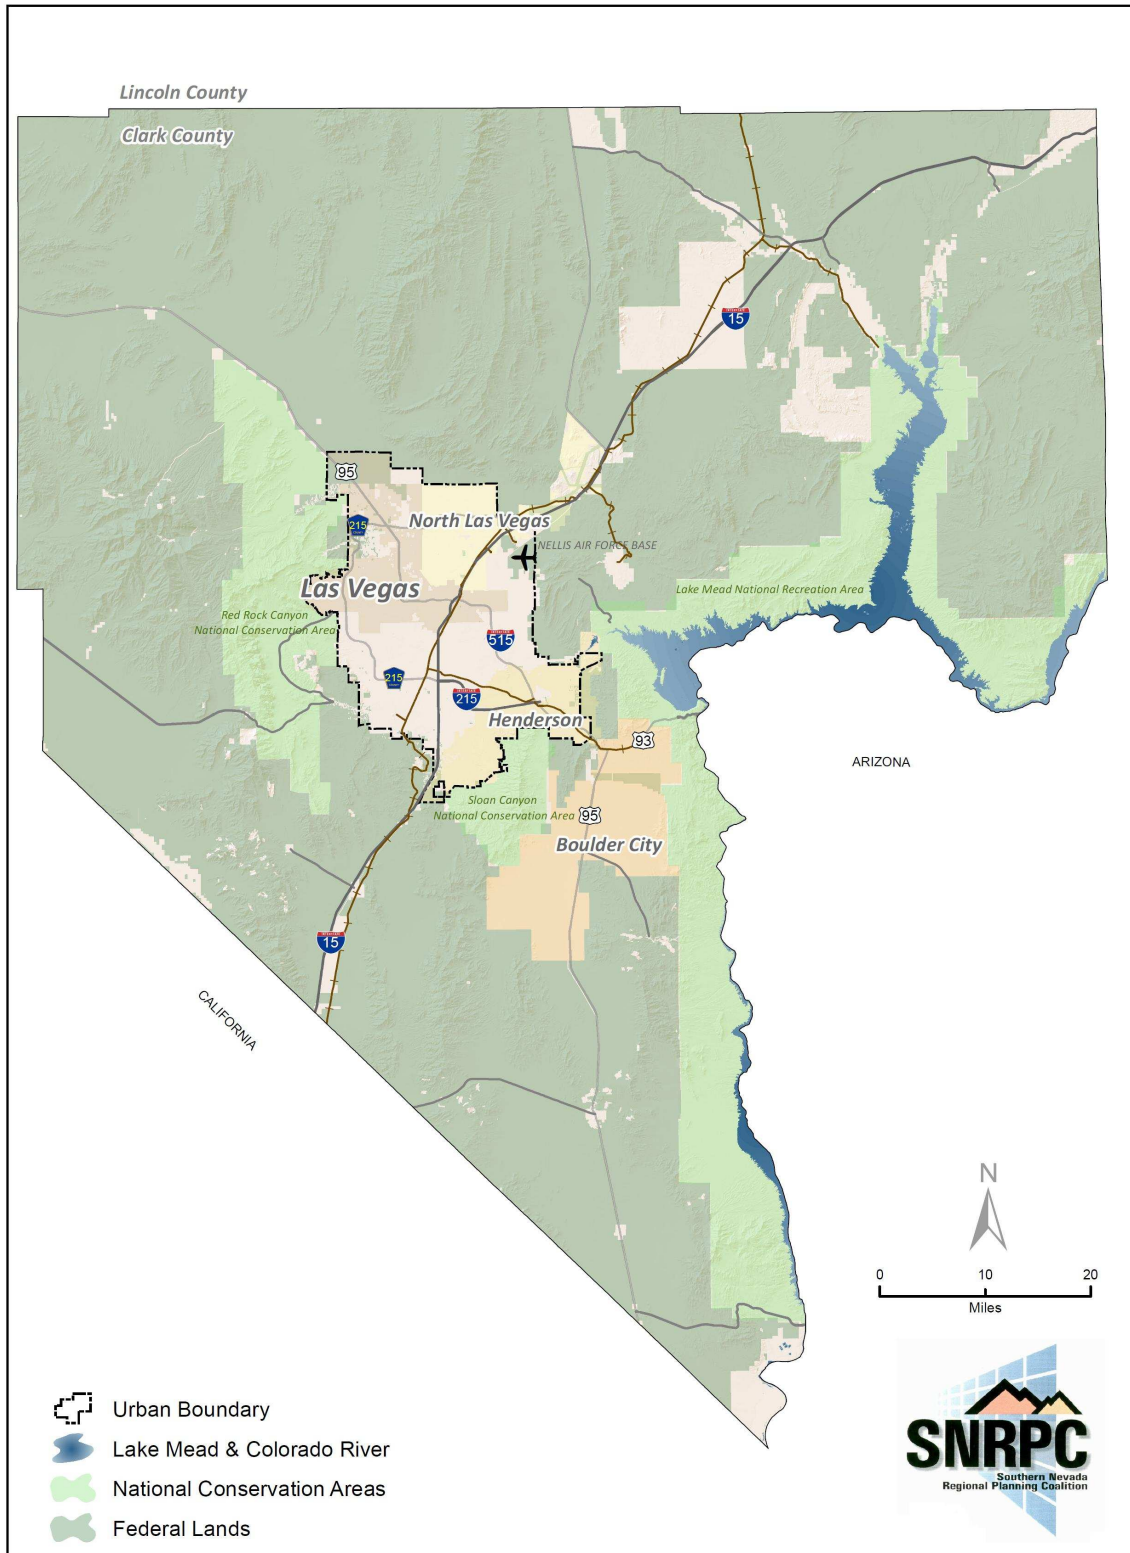 Lincoln County
Clark County
15
95
215
COUNTY
North Las Vegas
NELLIS AIR FORCE BASE
Las Vegas
Lake Mead National Recreation Area
Red Rock Canyon
National Conservation Area
INTERSTATE
515
215
INTERSTATE
215
Henderson
93
ARIZONA
Sloan Canyon
National Conservation Area
95
Boulder City
15
CALIFORNIA
N
0 10 20
Miles
Urban Boundary
Lake Mead & Colorado River
National Conservation Areas
Federal Lands
SNRPC
Southern Nevada
Regional Planning Coalition